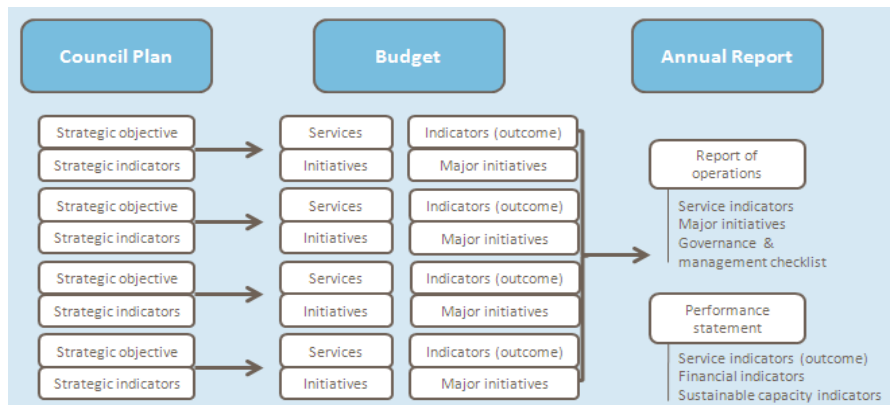 Council Plan
Budget
Annual Report
Strategic objective
Strategic indicators
Services
Initiatives
Indicators (outcome)
Major initiatives
Strategic objective
Strategic indicators
Services
Initiatives
Indicators (outcome)
Major initiatives
Strategic objective
Strategic indicators
Services
Initiatives
Indicators (outcome)
Major initiatives
Strategic objective
Strategic indicators
Services
Initiatives
Indicators (outcome)
Major initiatives
Report of
operations
Service indicators
Major initiatives
Governance &
management checklist
Performance
statement
Service indicators (outcome)
Financial indicators
Sustainable capacity indicators